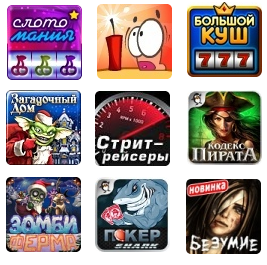 слото
мания
БОЛЬШОЙ
КУШ
777
Загадочный
Дом
Стрит-
рейсеры
КОДЕКС
ПИРАТА
ЗОМБИ
ФЕРМА
ПОКЕР
SHARK
НОВИНКА
БЕЗУМИЕ